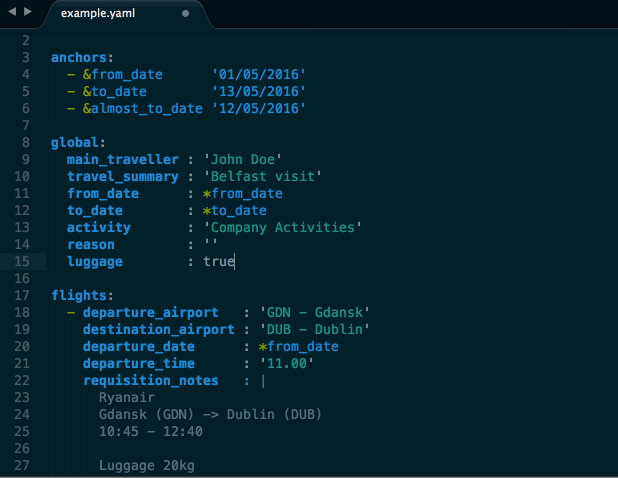 example.yaml
2
3 anchors:
4   - &from_date      '01/05/2016'
5   - &to_date        '13/05/2016'
6   - &almost_to_date '12/05/2016'
7
8 global:
9   main_traveller : 'John Doe'
10   travel_summary : 'Belfast visit'
11   from_date      : *from_date
12   to_date        : *to_date
13   activity       : 'Company Activities'
14   reason         : ''
15   luggage        : true
16
17 flights:
18   - departure_airport   : 'GDN - Gdansk'
19     destination_airport : 'DUB - Dublin'
20     departure_date      : *from_date
21     departure_time      : '11.00'
22     requisition_notes   : |
23       Ryanair
24       Gdansk (GDN) -> Dublin (DUB)
25       10:45 - 12:40
26
27       Luggage 20kg